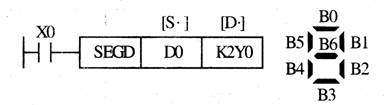 [S·] [D·]
X0
SEGD D0 K2Y0
B0
B5 B6 B1
B4 B2
B3